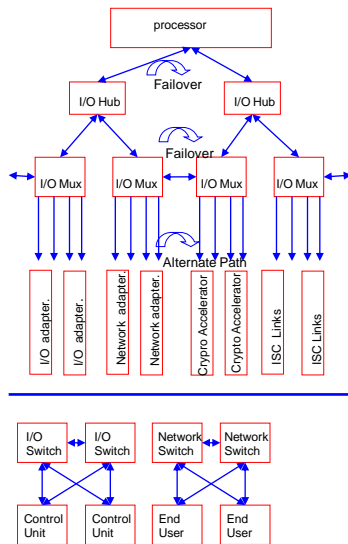 processor
Failover
I/O Hub
I/O Hub
Failover
I/O Mux
I/O Mux
I/O Mux
I/O Mux
Alternate Path
I/O adapter.
I/O adapter.
Network adapter.
Network adapter.
Crypro Accelerator
Crypto Accelerator
ISC Links
ISC Links
I/O
Switch
I/O
Switch
Network
Switch
Network
Switch
Control
Unit
Control
Unit
End
User
End
User